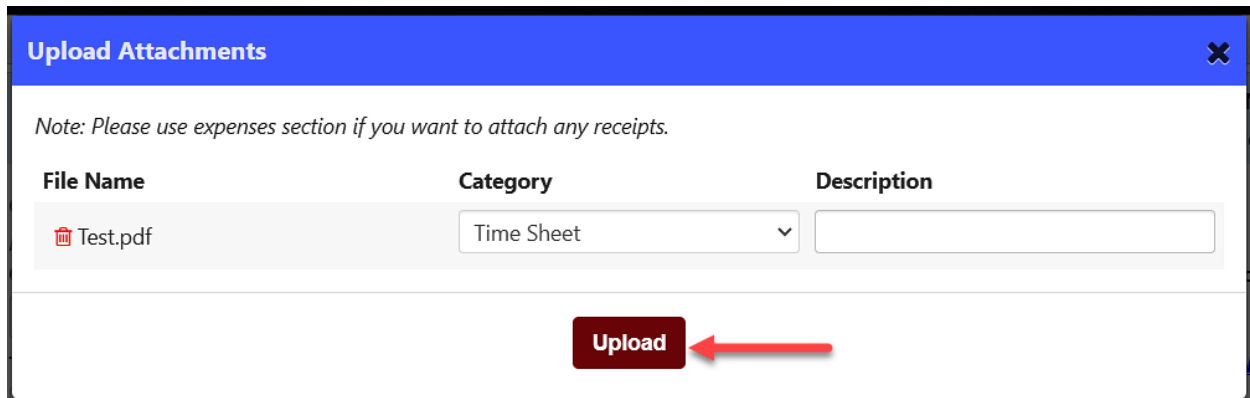 Upload Attachments
Note: Please use expenses section if you want to attach any receipts.
File Name Category Description
Test.pdf Time Sheet
Upload